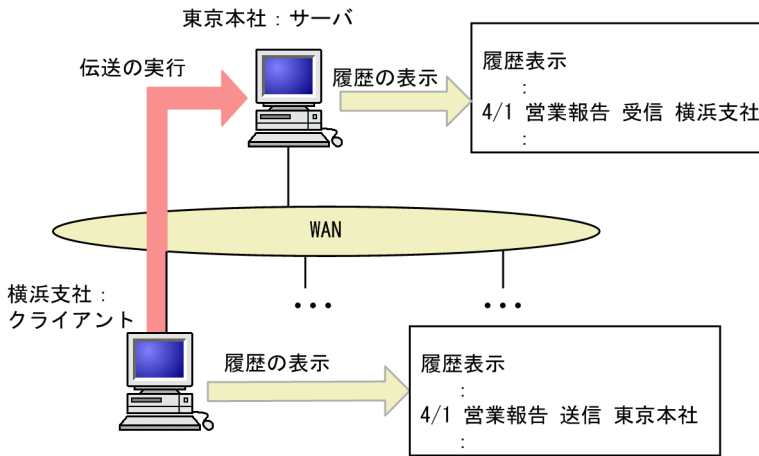 東京本社：サーバ
伝送の実行
履歴の表示
履歴表示
：
4/1 営業報告 受信 横浜支社
：
WAN
横浜支社：
クライアント
•••
•••
履歴の表示
履歴表示
：
4/1 営業報告 送信 東京本社
：